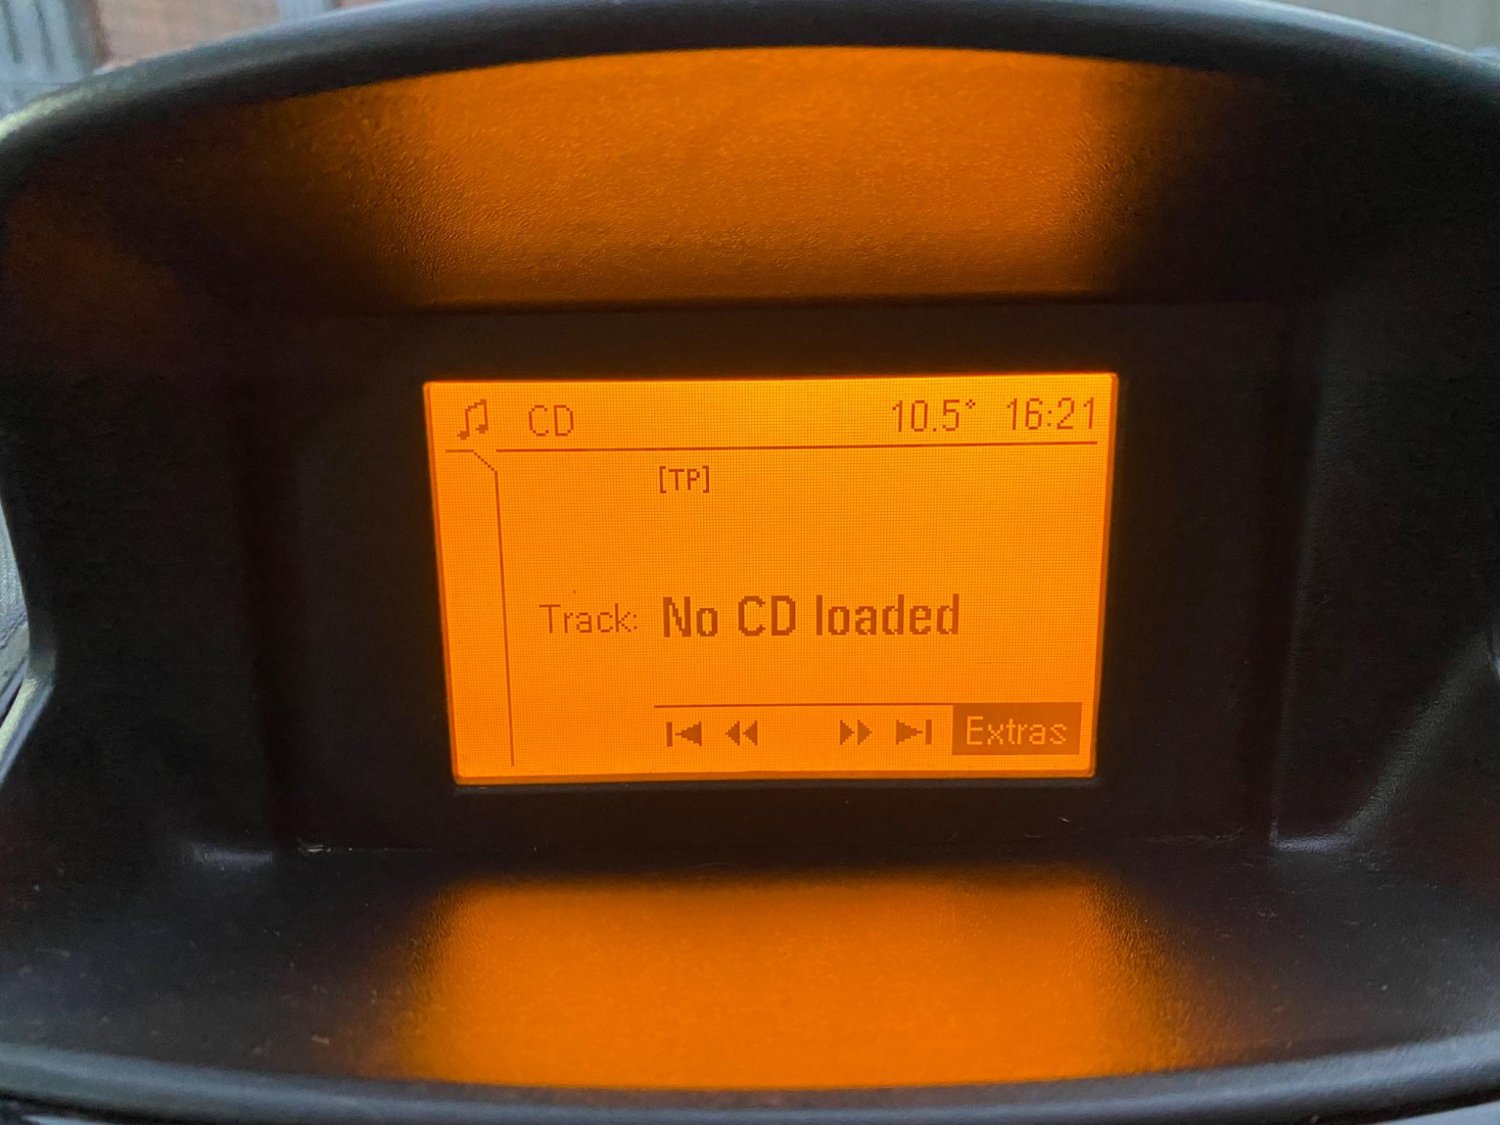 CD 10.5° 16:21
[TP]
Track: No CD loaded
Extras